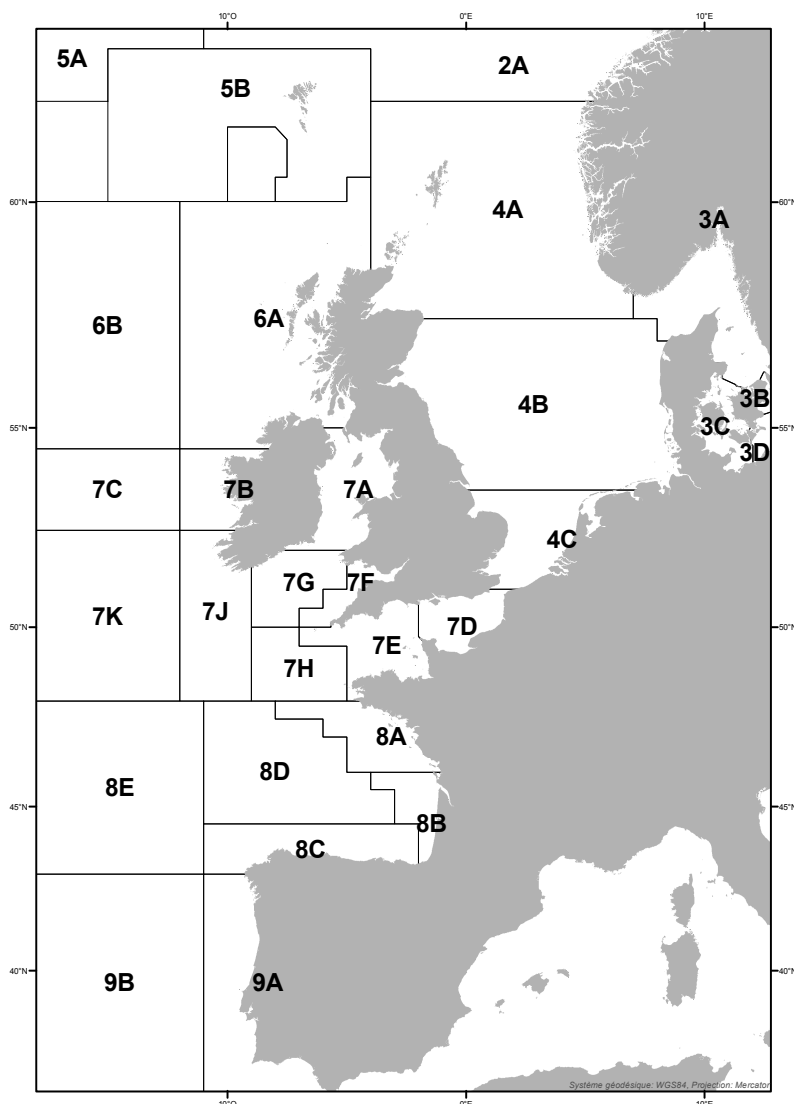 10°O 0°E 10°E
5A
2A
5B
60°N 60°N
4A
3A
6B
6A
4B
3B
55°N 55°N
3C
3D
7C
7B
7A
4C
7G
7F
7K
7J
7D
50°N 50°N
7E
7H
8A
8D
8E
45°N 45°N
8B
8C
40°N 40°N
9B
9A
Système géodésique: WGS84, Projection: Mercator
10°O 0°E 10°E